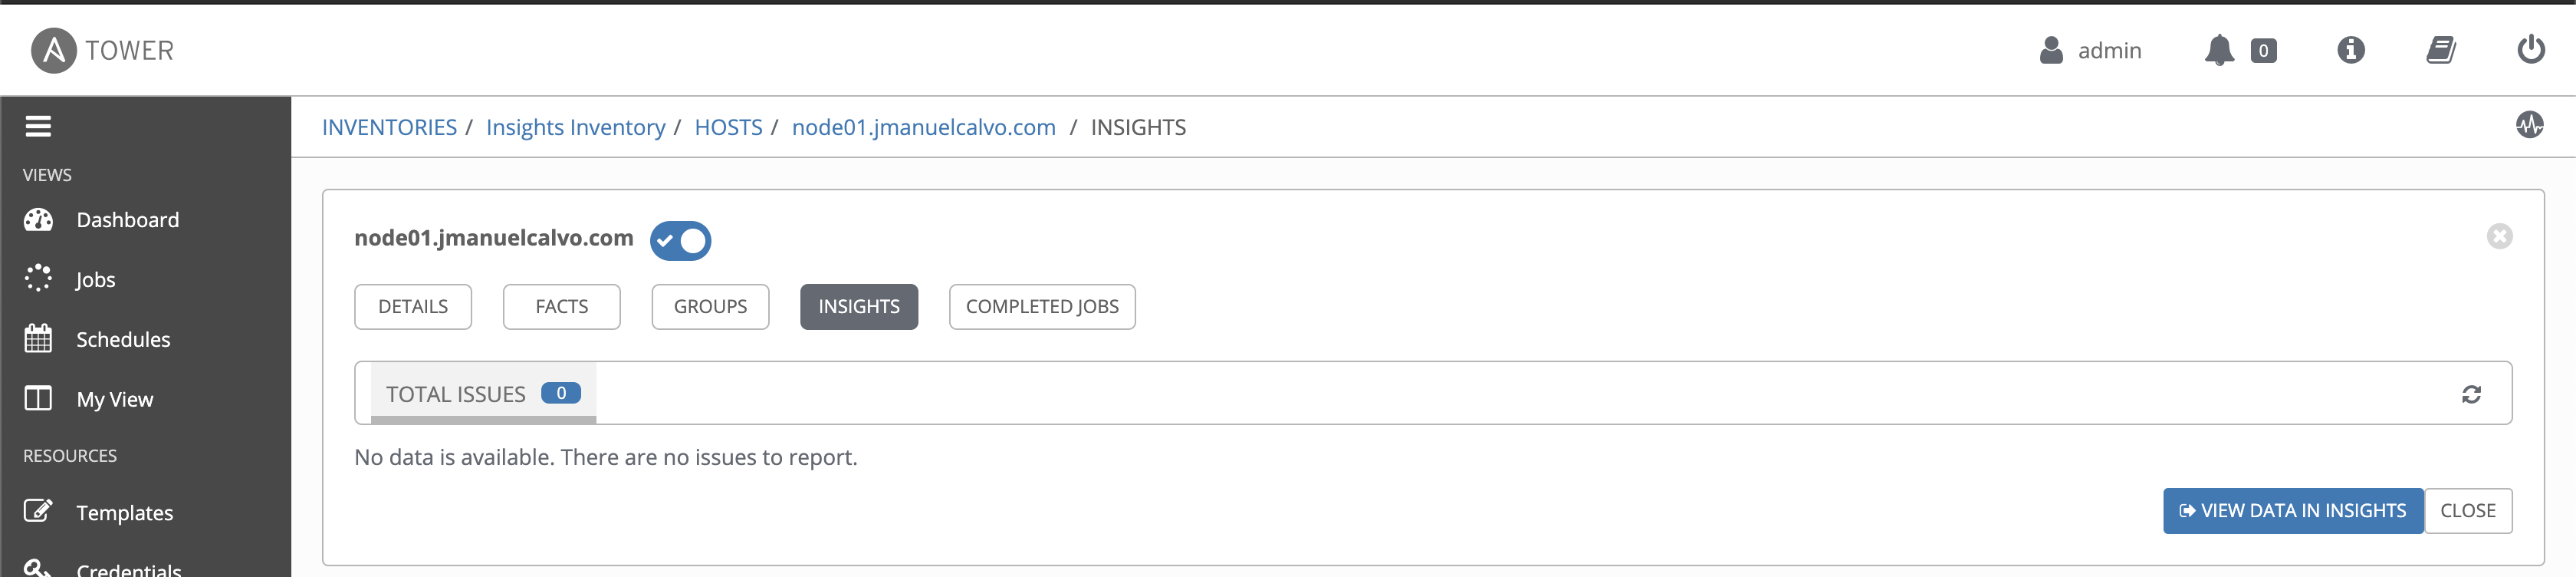 TOWER
admin
0
INVENTORIES / Insights Inventory / HOSTS / node01.jmanuelcalvo.com / INSIGHTS
VIEWS
Dashboard
Jobs
Schedules
My View
RESOURCES
Templates
Credentials
node01.jmanuelcalvo.com
DETAILS FACTS GROUPS INSIGHTS COMPLETED JOBS
TOTAL ISSUES 0
No data is available. There are no issues to report.
VIEW DATA IN INSIGHTS CLOSE